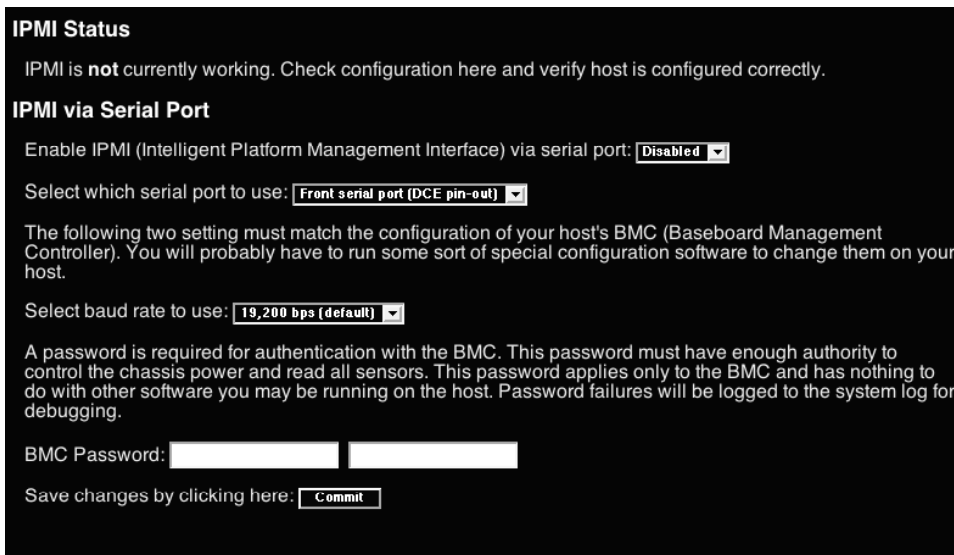 IPMI Status
IPMI is not currently working. Check configuration here and verify host is configured correctly.
IPMI via Serial Port
Enable IPMI (Intelligent Platform Management Interface) via serial port: Disabled
Select which serial port to use: Front serial port (DCE pin-out)
The following two setting must match the configuration of your host's BMC (Baseboard Management
Controller). You will probably have to run some sort of special configuration software to change them on your
host.
Select baud rate to use: 19,200 bps (default)
A password is required for authentication with the BMC. This password must have enough authority to
control the chassis power and read all sensors. This password applies only to the BMC and has nothing to
do with other software you may be running on the host. Password failures will be logged to the system log for
debugging.
BMC Password:
Save changes by clicking here: Commit